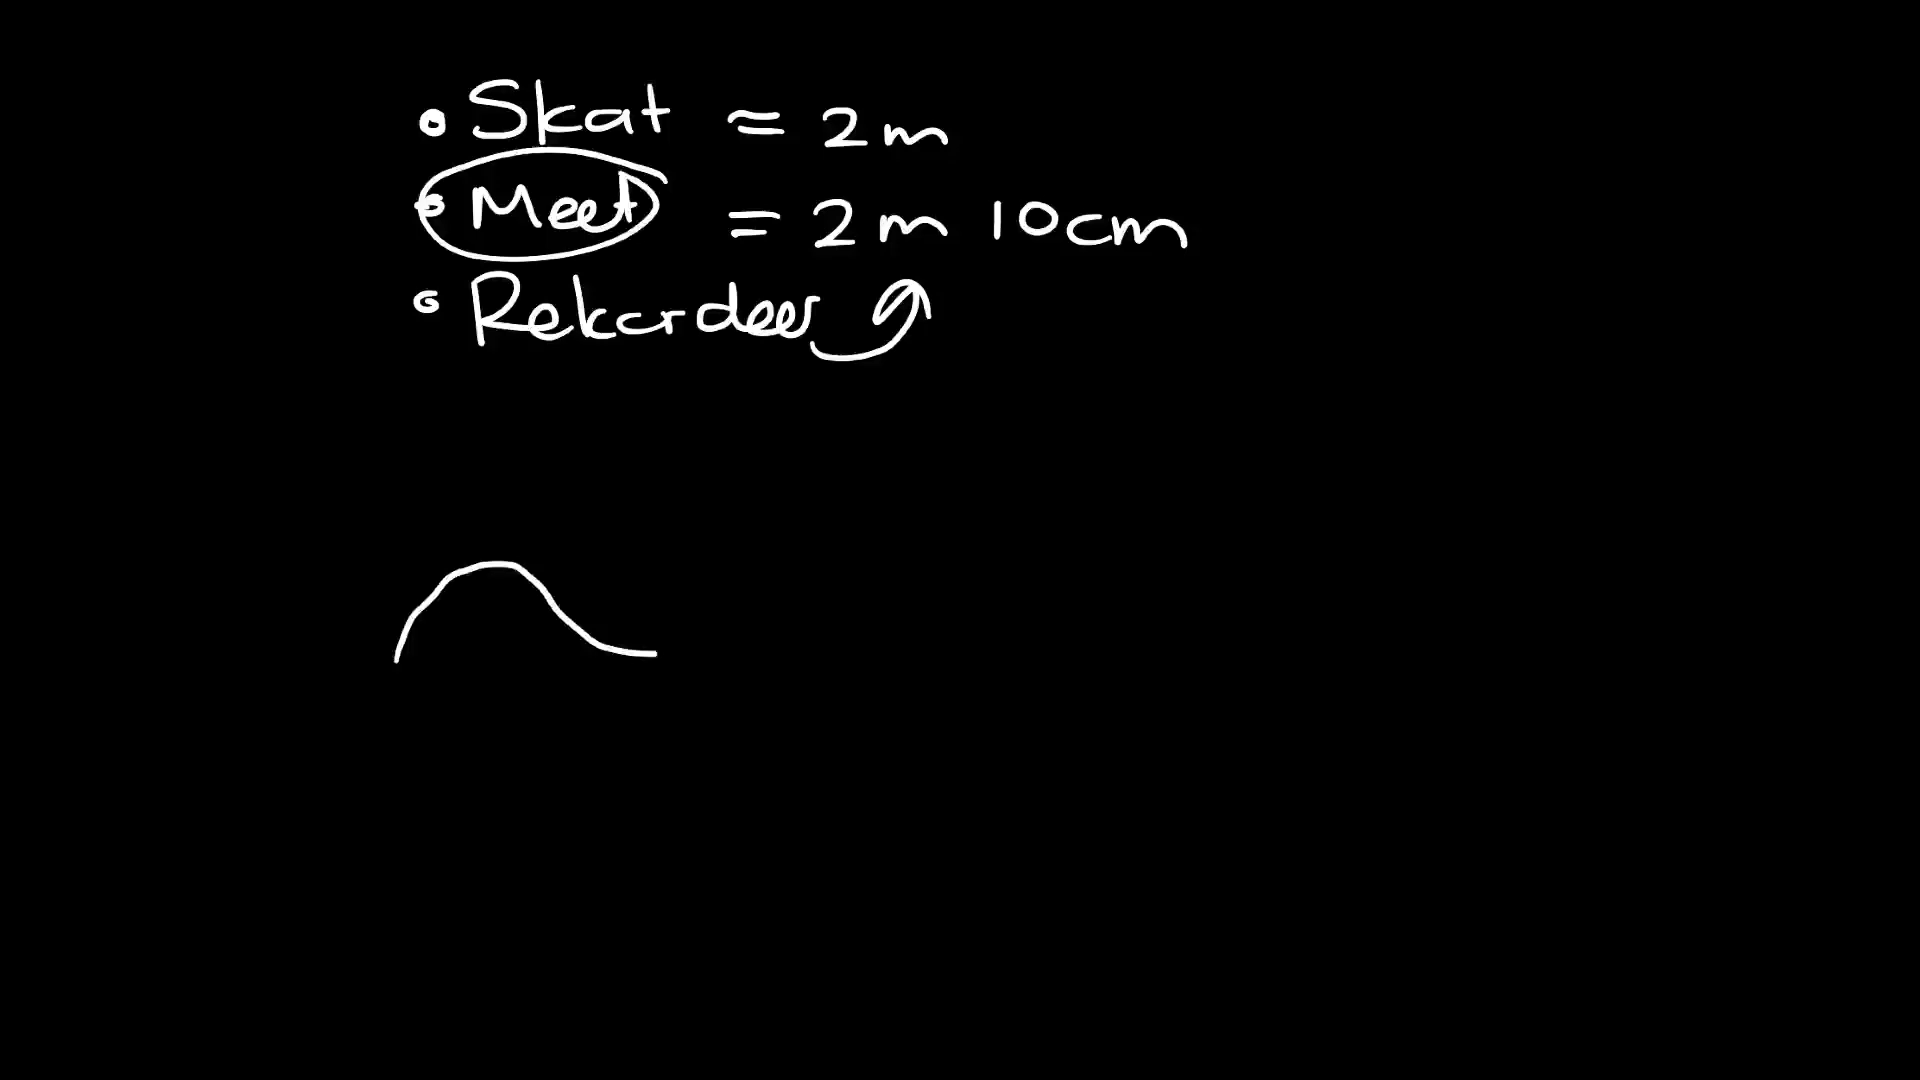 • Skat ≈ 2m
• Meet = 2m 10cm
• Rekordeer